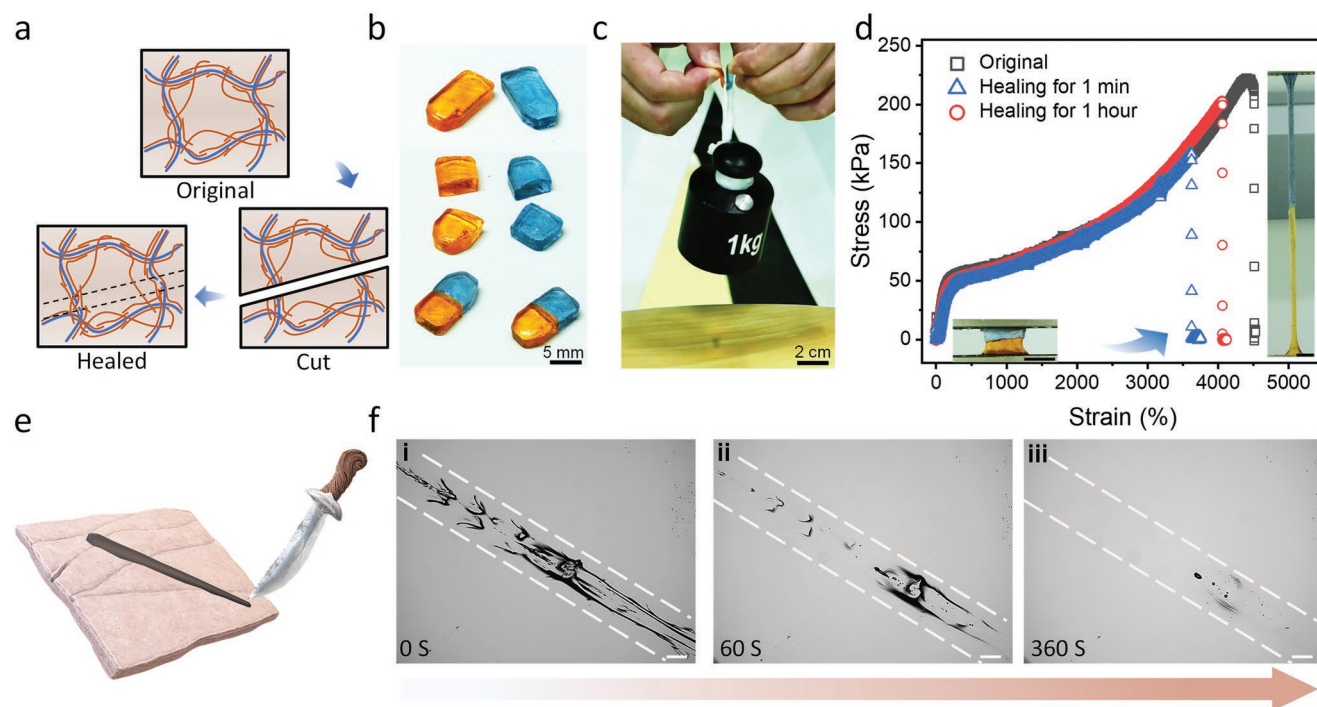 a
Original
Healed
Cut
b
5 mm
c
1kg
2 cm
d
250
200
150
100
50
0
Stress (kPa)
Original
Healing for 1 min
Healing for 1 hour
0
1000
2000
3000
4000
5000
Strain (%)
e
f
i
0 S
ii
60 S
iii
360 S